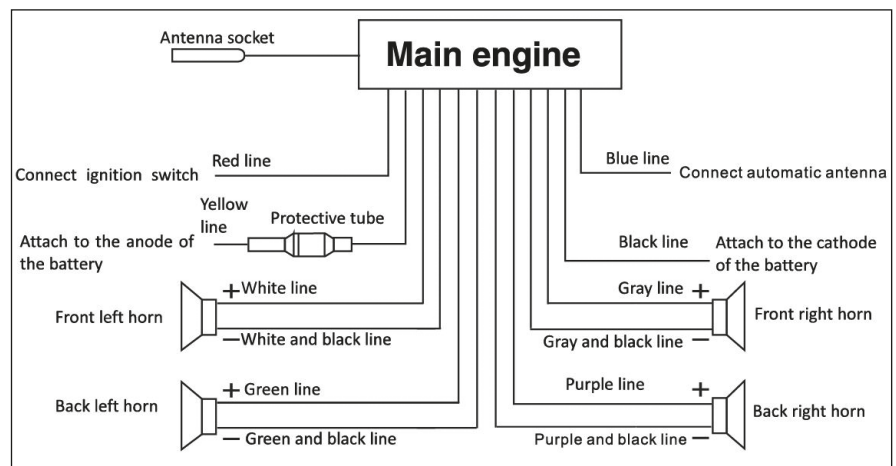 Antenna socket
Main engine
Red line
Connect ignition switch
Yellow
line
Protective tube
Attach to the anode of
the battery
+ White line
Front left horn
− White and black line
+ Green line
Back left horn
− Green and black line
Blue line
Connect automatic antenna
Black line
Attach to the cathode
of the battery
Gray line +
Front right horn
Gray and black line −
Purple line +
Back right horn
Purple and black line −